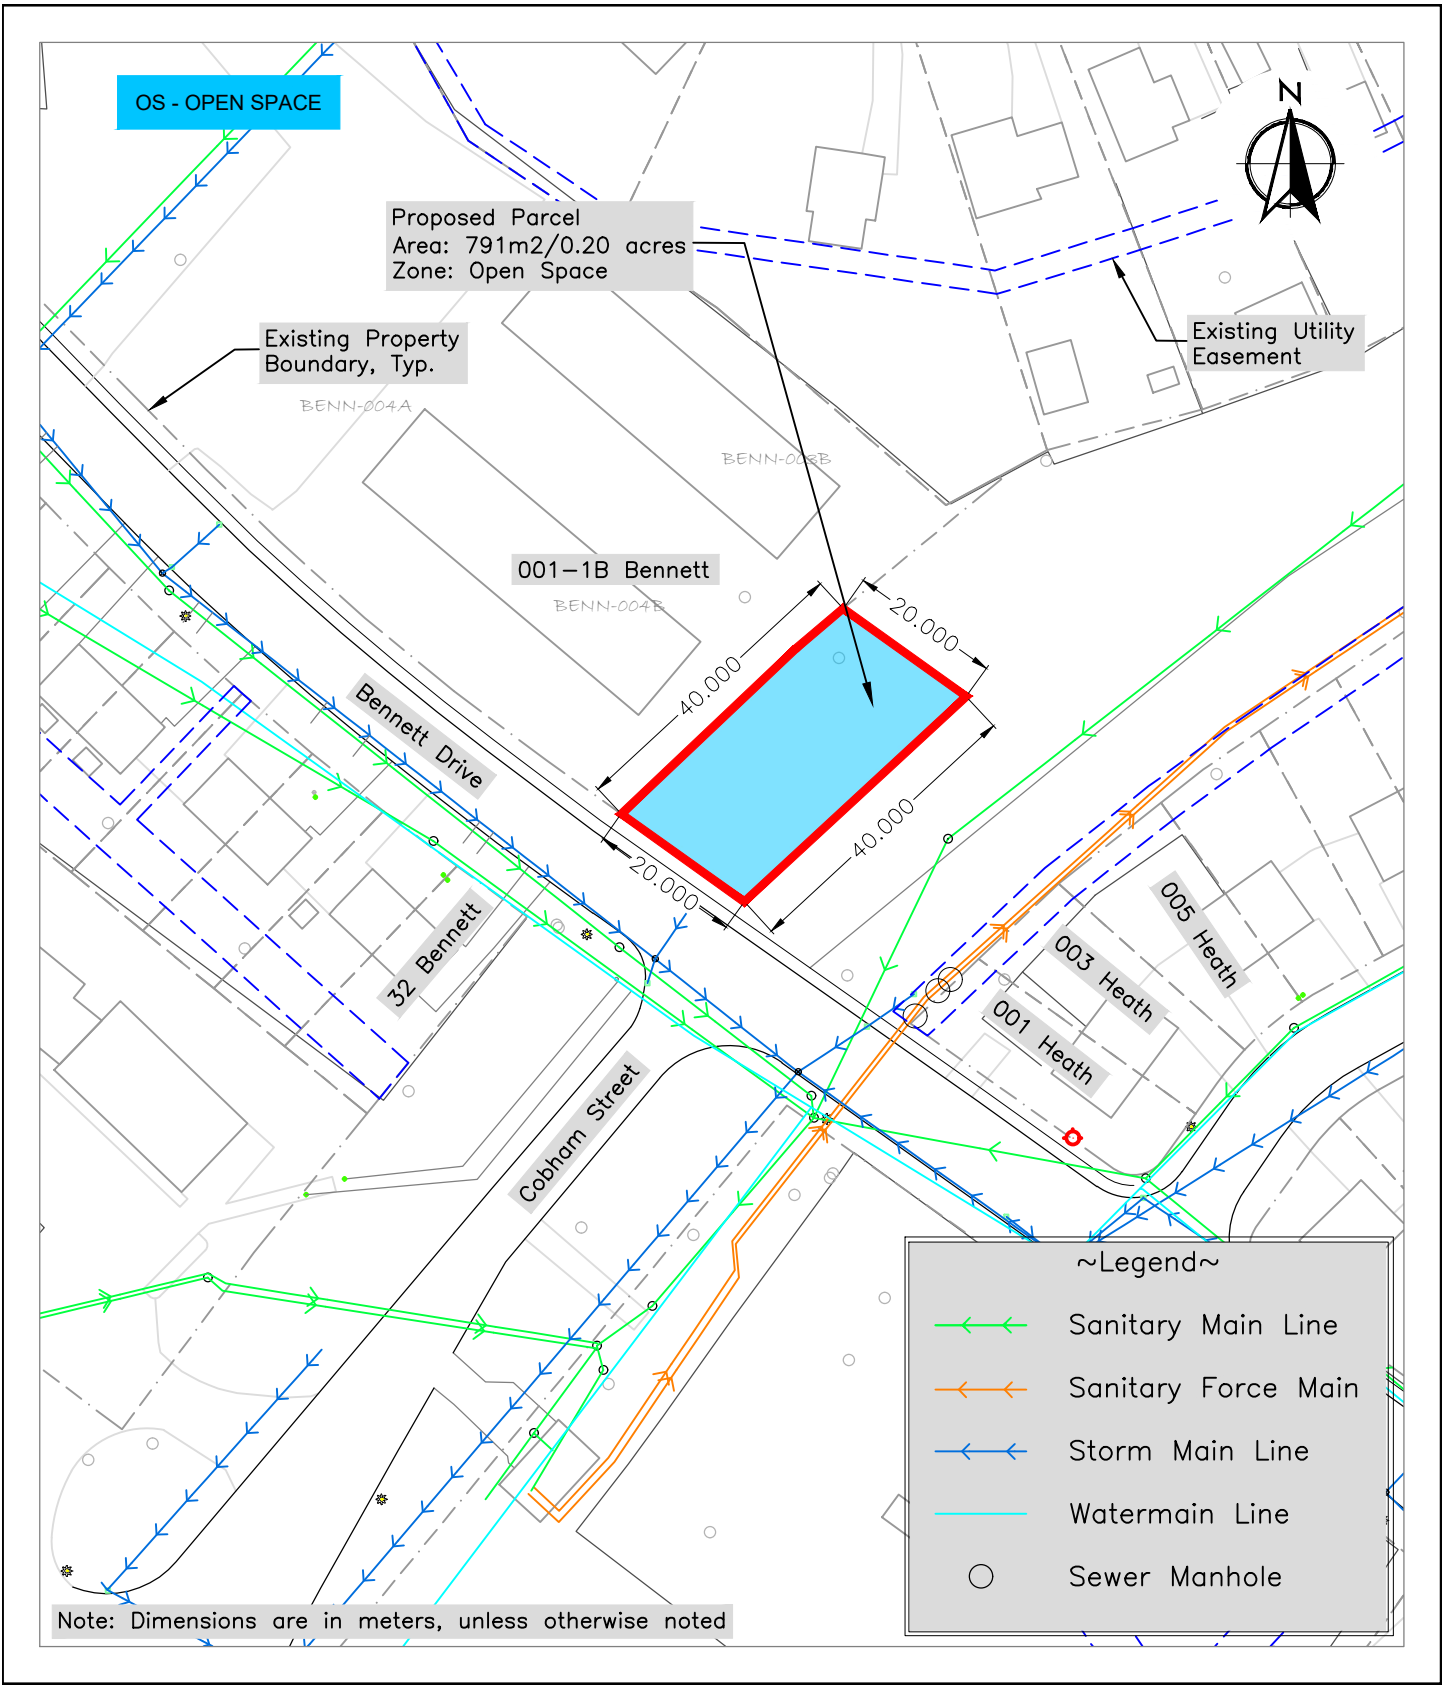 OS - OPEN SPACE
N
Proposed Parcel
Area: 791m2/0.20 acres
Zone: Open Space
Existing Property
Boundary, Typ.
Existing Utility
Easement
BENN-004A
BENN-003B
001-1B Bennett
BENN-004B
20.000
40.000
Bennett Drive
40.000
20.000
32 Bennett
005 Heath
003 Heath
001 Heath
Cobham Street
~Legend~
Sanitary Main Line
Sanitary Force Main
Storm Main Line
Watermain Line
Sewer Manhole
Note: Dimensions are in meters, unless otherwise noted